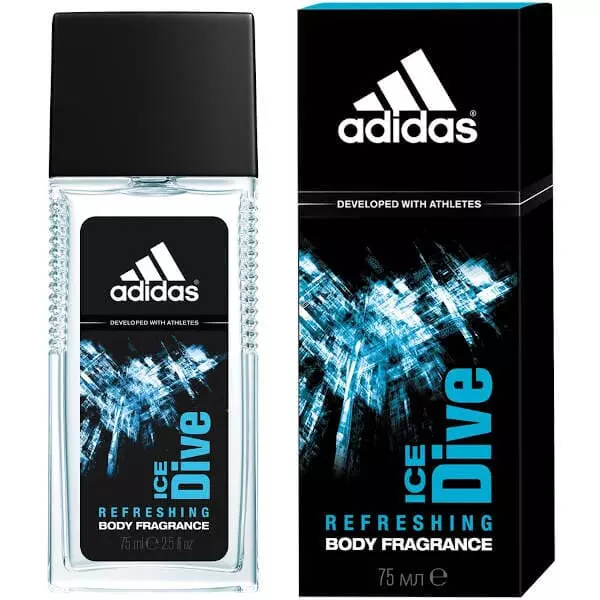 adidas
DEVELOPED WITH ATHLETES
ICE
Dive
REFRESHING
BODY FRAGRANCE
75 ml e 2.5 fl oz
adidas®
DEVELOPED WITH ATHLETES
ICE
Dive
REFRESHING
BODY FRAGRANCE
75 мл e